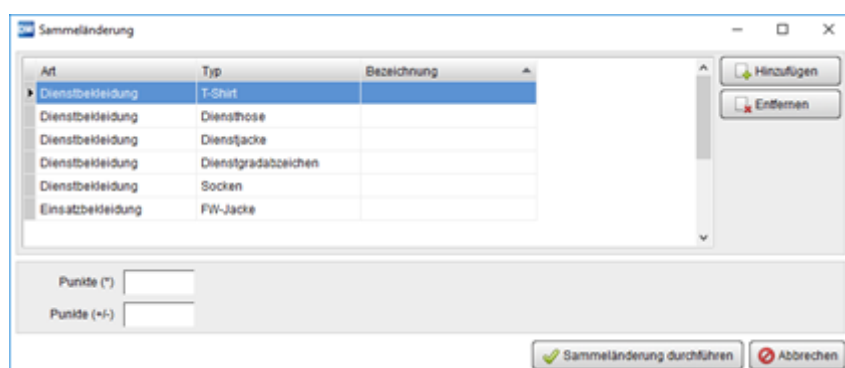 Sammeländerung
Art Typ Bezeichnung
Dienstbekleidung T-Shirt
Dienstbekleidung Diensthose
Dienstbekleidung Dienstjacke
Dienstbekleidung Dienstgradabzeichen
Dienstbekleidung Socken
Einsatzbekleidung FW-Jacke
Hinzufügen
Entfernen
Punkte (*)
Punkte (+/-)
Sammeländerung durchführen Abbrechen